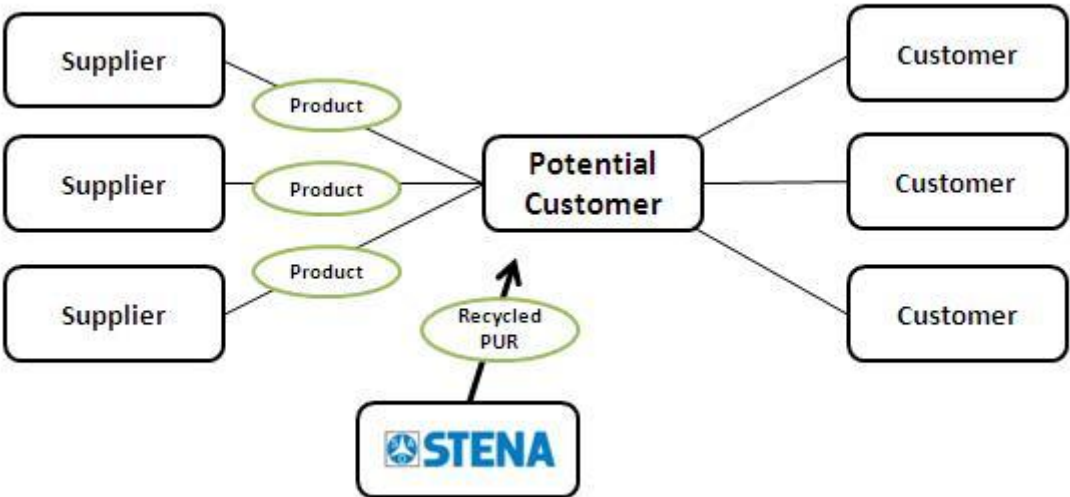 Supplier
Product
Customer
Supplier
Product
Potential
Customer
Customer
Supplier
Product
Customer
Recycled
PUR
STENA